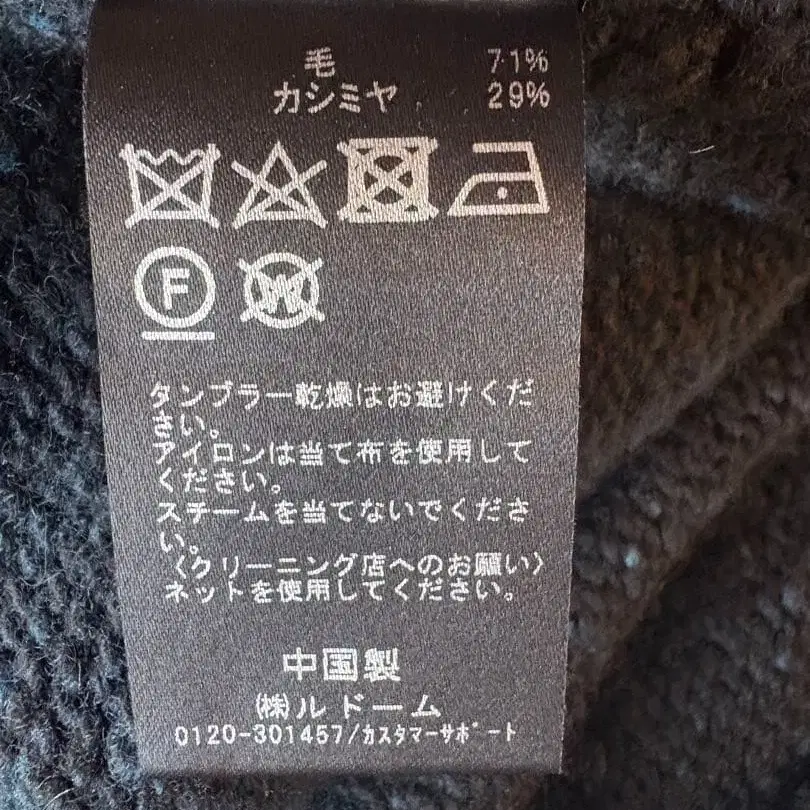 毛 71%
カシミヤ 29%
F
W
タンブラー乾燥はお避けくだ
さい。
アイロンは当て布を使用して
ください。
スチームを当てないでくださ
い。
〈クリーニング店へのお願い〉
ネットを使用してください。
中国製
㈱ルドーム
0120-301457/ｶｽﾀﾏｰｻﾎﾟｰﾄ